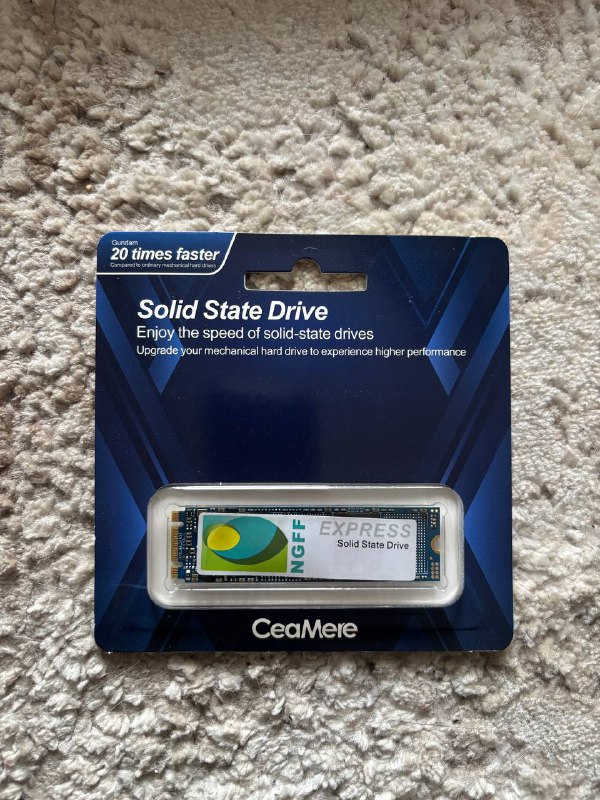 Gundam
20 times faster
Compared to ordinary mechanical hard drives
Solid State Drive
Enjoy the speed of solid-state drives
Upgrade your mechanical hard drive to experience higher performance
NGFF
EXPRESS
Solid State Drive
CeaMere